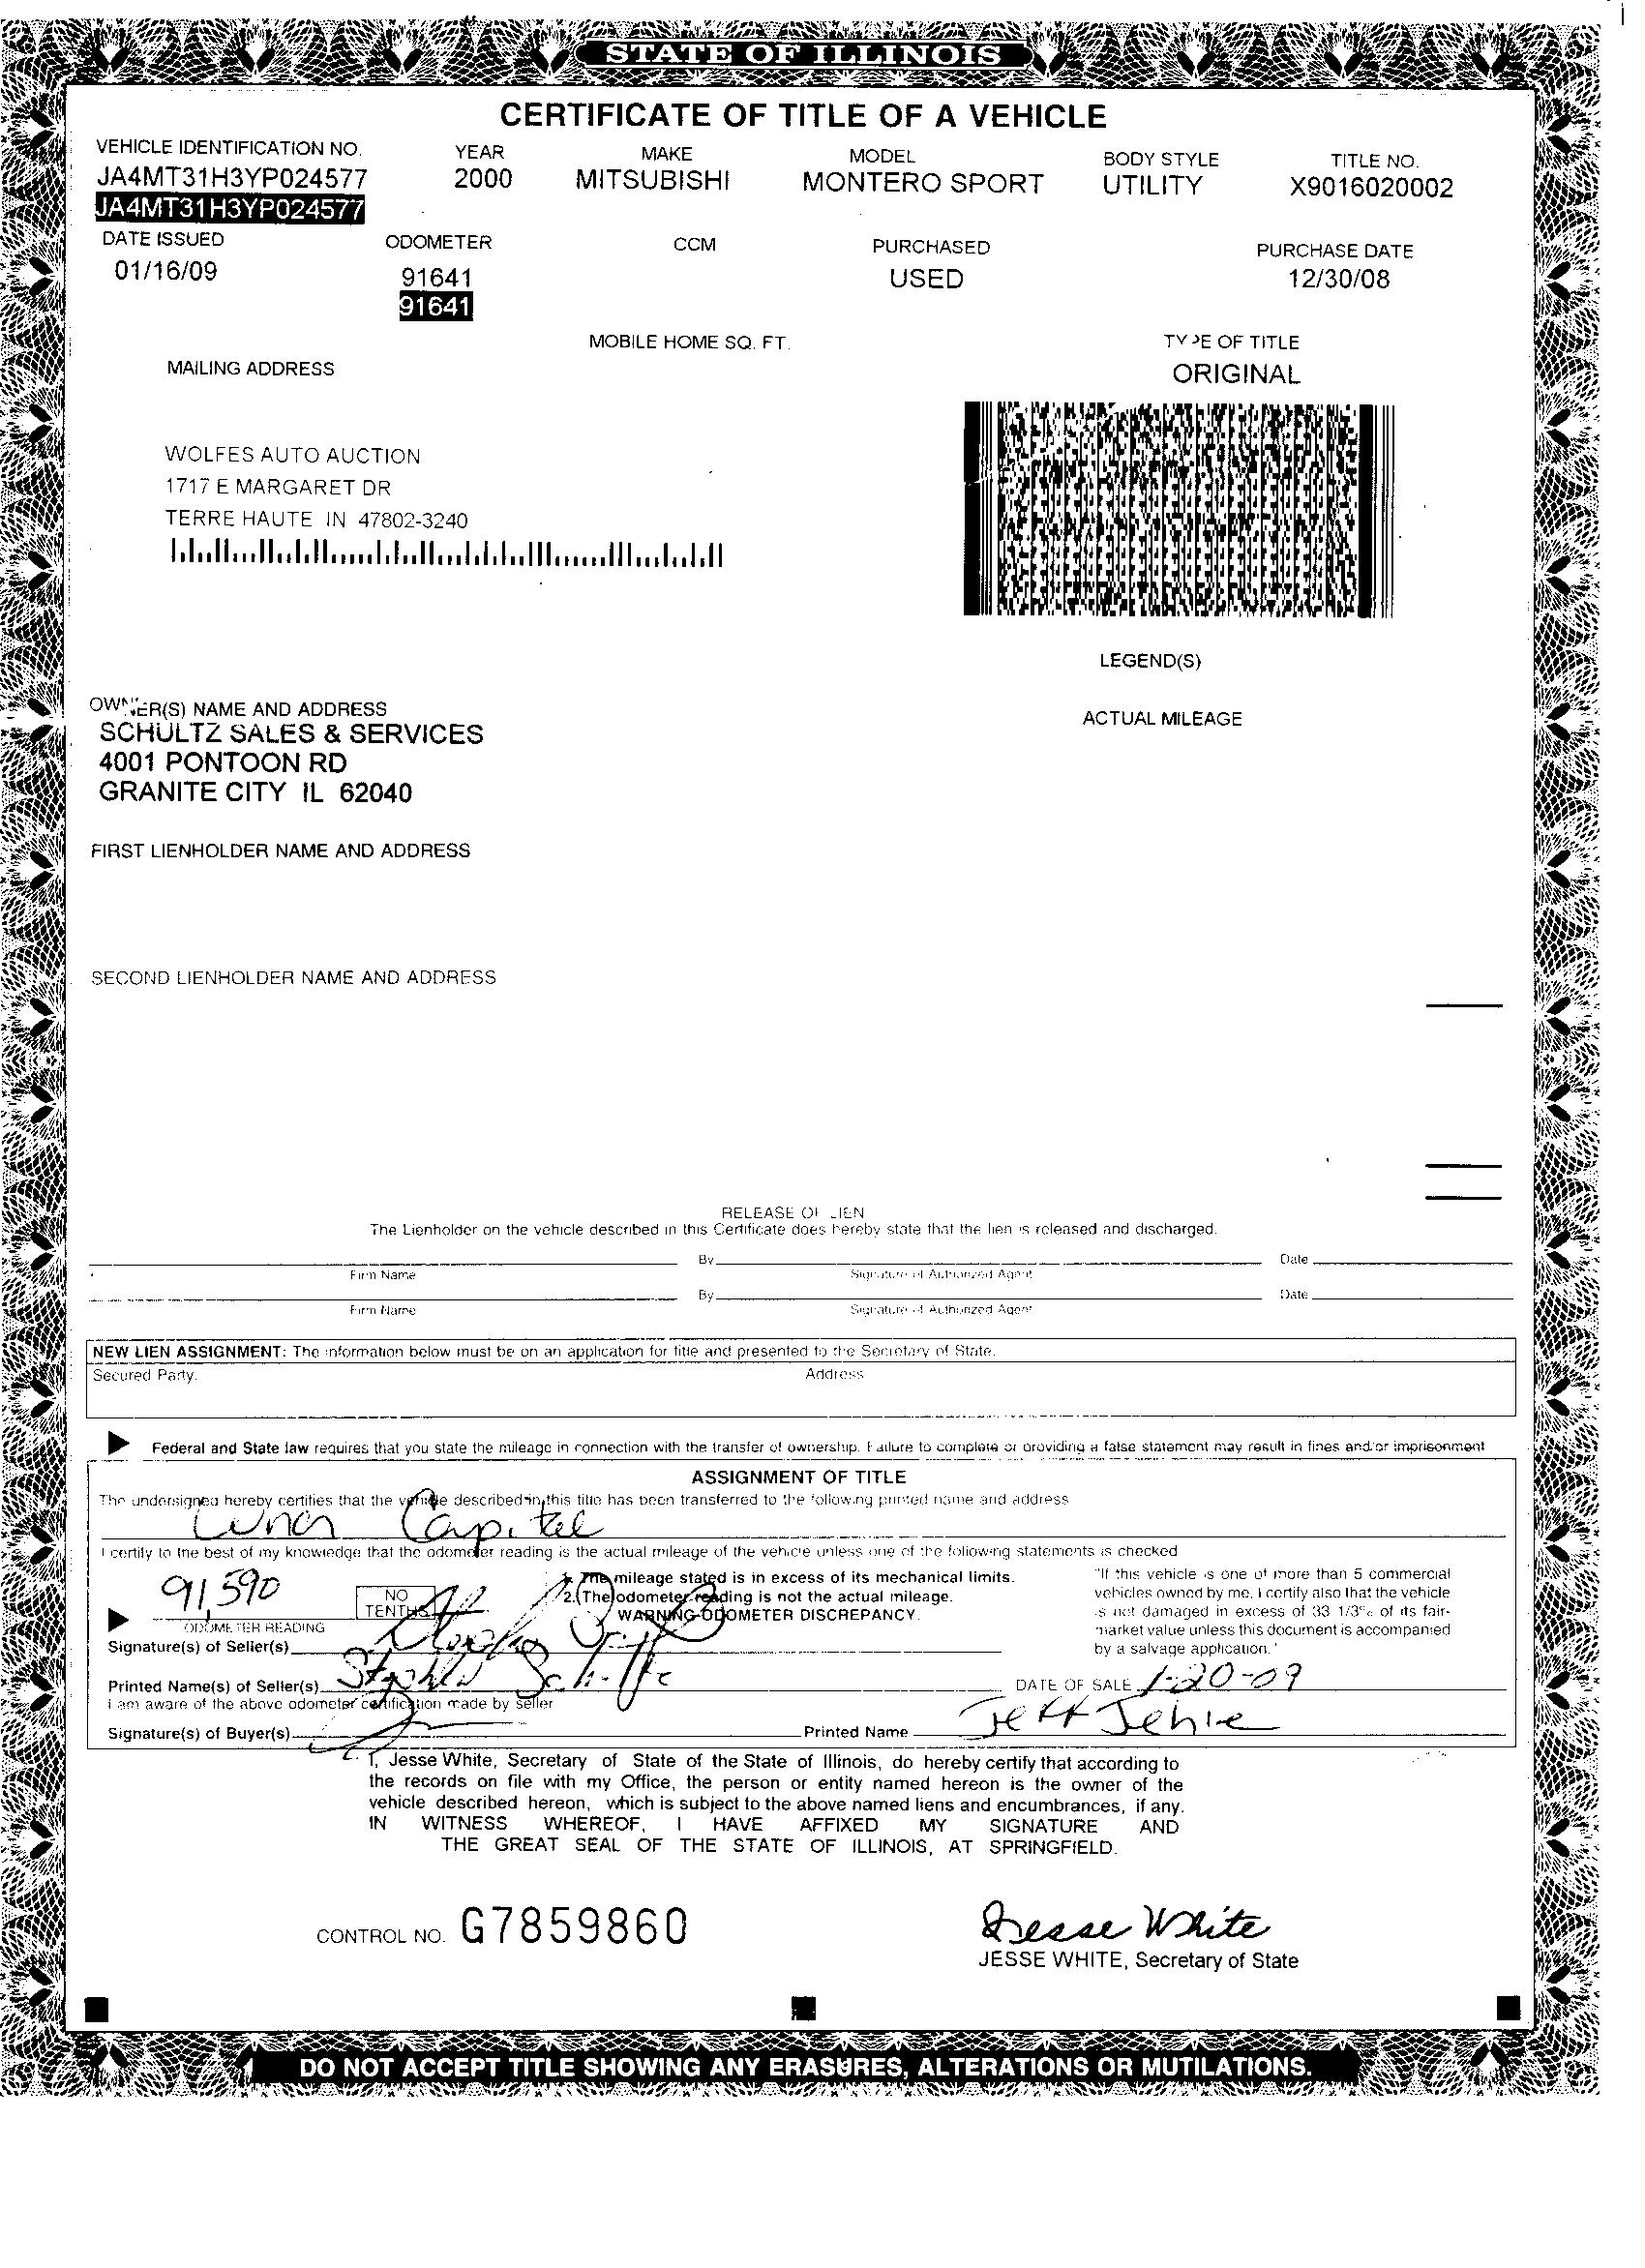 STATE OF ILLINOIS
CERTIFICATE OF TITLE OF A VEHICLE
VEHICLE IDENTIFICATION NO. YEAR MAKE MODEL BODY STYLE TITLE NO.
JA4MT31H3YP024577 2000 MITSUBISHI MONTERO SPORT UTILITY X9016020002
JA4MT31H3YP024577
DATE ISSUED ODOMETER CCM PURCHASED PURCHASE DATE
01/16/09 91641 USED 12/30/08
91641
MOBILE HOME SQ. FT. TYPE OF TITLE
MAILING ADDRESS ORIGINAL
WOLFES AUTO AUCTION
1717 E MARGARET DR
TERRE HAUTE IN 47802-3240
LEGEND(S)
OWNER(S) NAME AND ADDRESS
ACTUAL MILEAGE
SCHULTZ SALES & SERVICES
4001 PONTOON RD
GRANITE CITY IL 62040
FIRST LIENHOLDER NAME AND ADDRESS
SECOND LIENHOLDER NAME AND ADDRESS
RELEASE OF LIEN
The Lienholder on the vehicle described in this Certificate does hereby state that the lien is released and discharged.
By Date
Firm Name Signature of Authorized Agent
By Date
Firm Name Signature of Authorized Agent
NEW LIEN ASSIGNMENT: The information below must be on an application for title and presented to the Secretary of State.
Secured Party. Address
Federal and State law requires that you state the mileage in connection with the transfer of ownership. Failure to complete or providing a false statement may result in fines and/or imprisonment
ASSIGNMENT OF TITLE
The undersigned hereby certifies that the vehicle described in this title has been transferred to the following printed name and address
Capital
I certify to the best of my knowledge that the odometer reading is the actual mileage of the vehicle unless one of the following statements is checked
91,590 NO TENTHS
1. The mileage stated is in excess of its mechanical limits.
2. The odometer reading is not the actual mileage.
WARNING-ODOMETER DISCREPANCY.
"If this vehicle is one of more than 5 commercial
vehicles owned by me, I certify also that the vehicle
is not damaged in excess of 33 1/3% of its fair-
market value unless this document is accompanied
by a salvage application."
ODOMETER READING
Signature(s) of Seller(s)
Printed Name(s) of Seller(s) DATE OF SALE 1-20-09
I am aware of the above odometer certification made by seller
Signature(s) of Buyer(s) Printed Name Jeff Jehle
I, Jesse White, Secretary of State of the State of Illinois, do hereby certify that according to
the records on file with my Office, the person or entity named hereon is the owner of the
vehicle described hereon, which is subject to the above named liens and encumbrances, if any.
IN WITNESS WHEREOF, I HAVE AFFIXED MY SIGNATURE AND
THE GREAT SEAL OF THE STATE OF ILLINOIS, AT SPRINGFIELD.
CONTROL NO. G7859860 Jesse White
JESSE WHITE, Secretary of State
DO NOT ACCEPT TITLE SHOWING ANY ERASURES, ALTERATIONS OR MUTILATIONS.